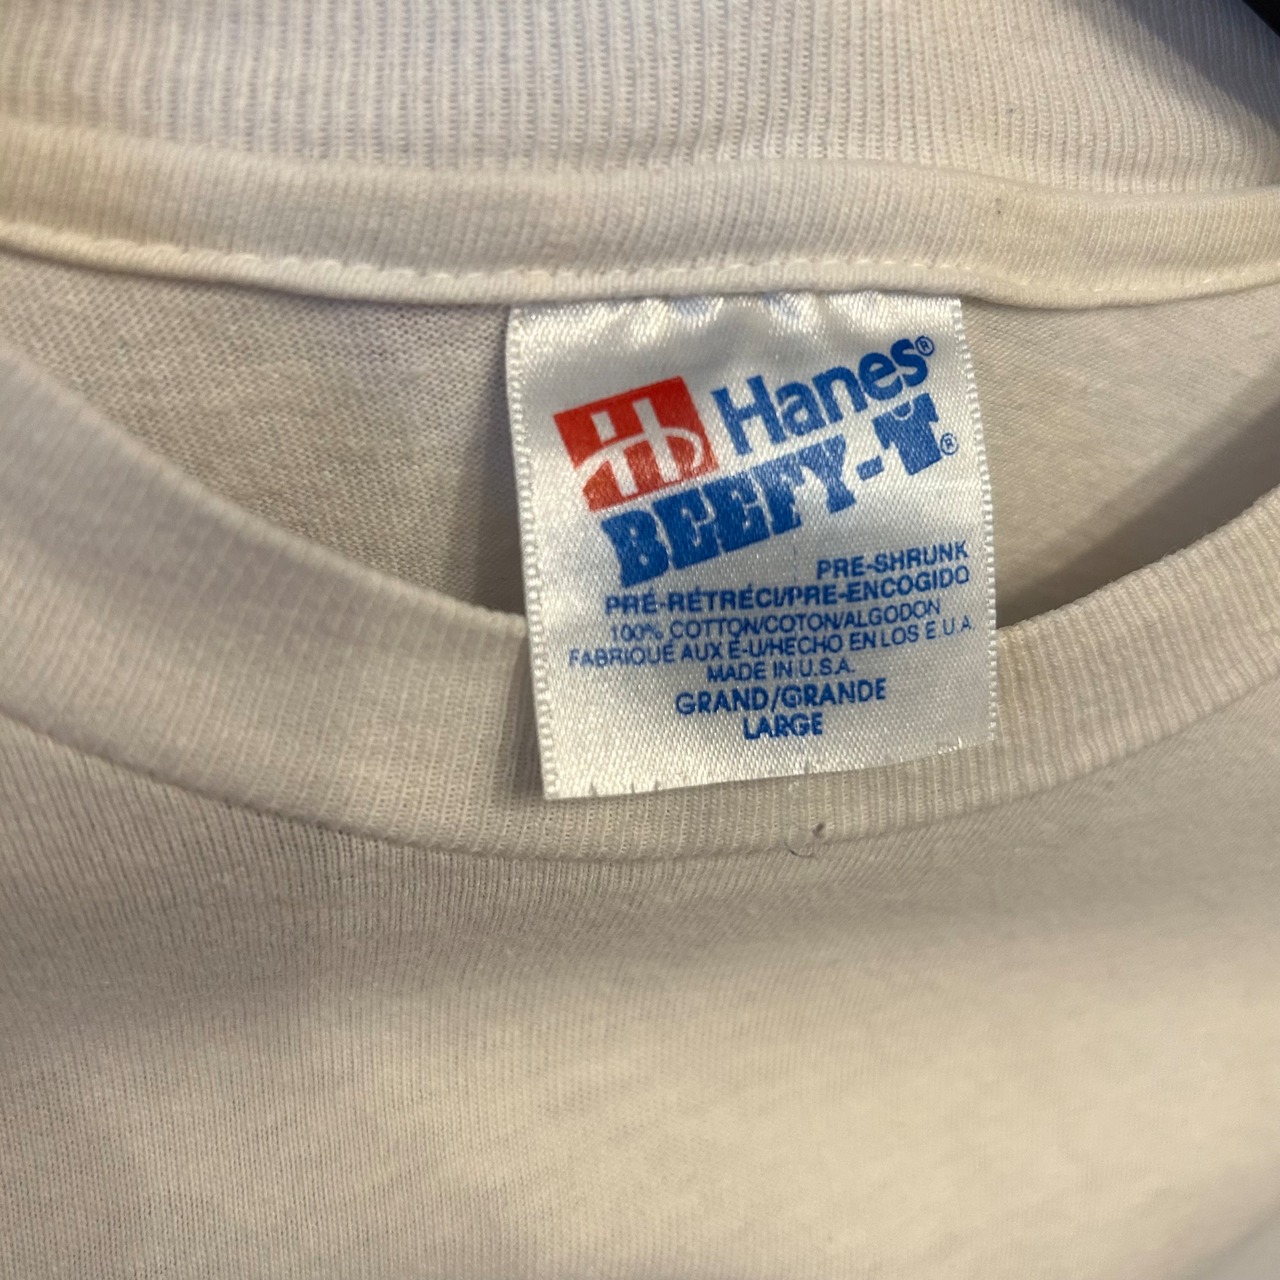 Hanes®
BEEFY-T®
PRE-SHRUNK
PRÉ-RÉTRÉCI/PRE-ENCOGIDO
100% COTTON/COTON/ALGODON
FABRIQUÉ AUX É-U/HECHO EN LOS E.U.A.
MADE IN U.S.A.
GRAND/GRANDE
LARGE